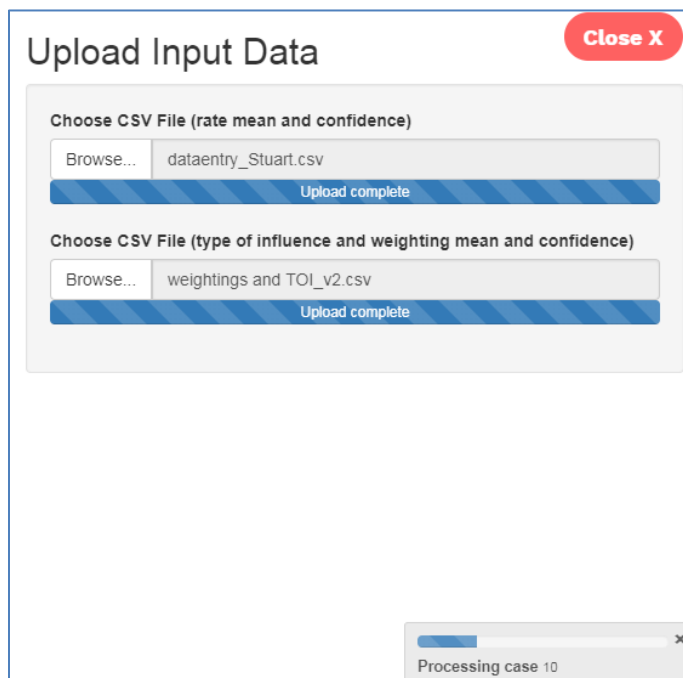 Close X
Upload Input Data
Choose CSV File (rate mean and confidence)
Browse... dataentry_Stuart.csv
Upload complete
Choose CSV File (type of influence and weighting mean and confidence)
Browse... weightings and TOI_v2.csv
Upload complete
×
Processing case 10